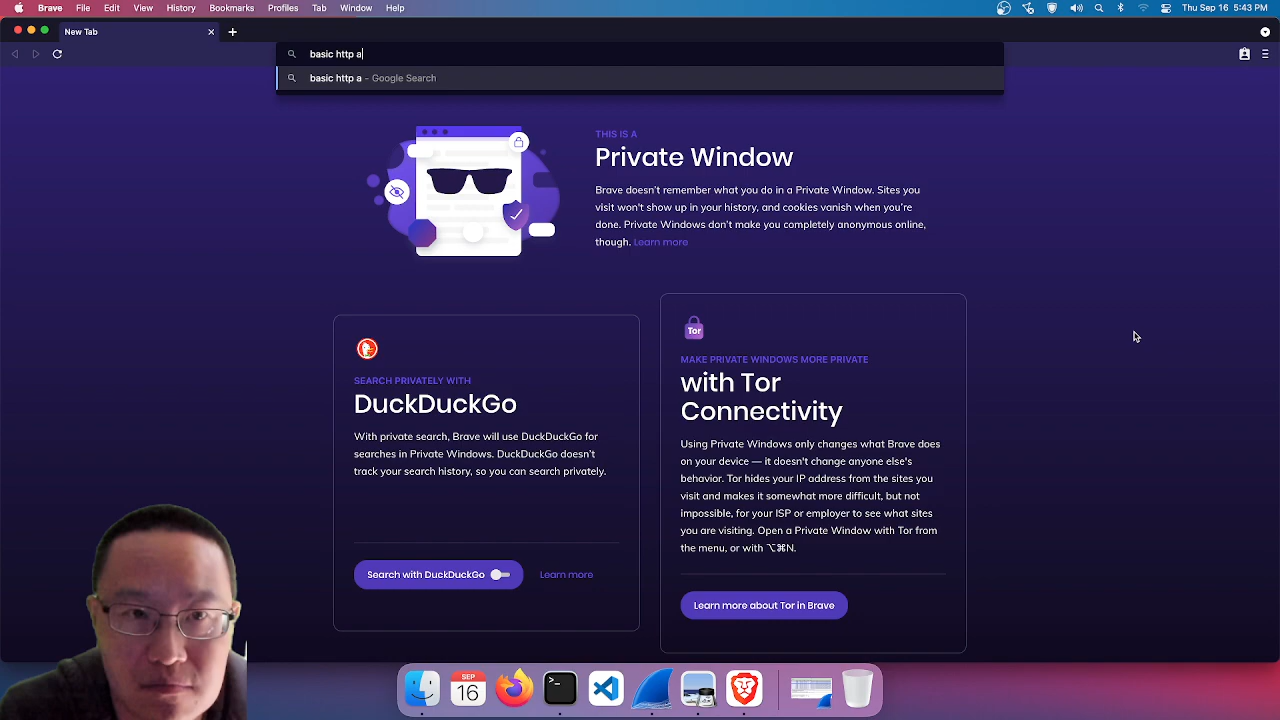 Brave File Edit View History Bookmarks Profiles Tab Window Help Thu Sep 16 5:43 PM
New Tab
basic http a
basic http a – Google Search
THIS IS A
Private Window
Brave doesn't remember what you do in a Private Window. Sites you
visit won't show up in your history, and cookies vanish when you're
done. Private Windows don't make you completely anonymous online,
though. Learn more
SEARCH PRIVATELY WITH
DuckDuckGo
With private search, Brave will use DuckDuckGo for
searches in Private Windows. DuckDuckGo doesn't
track your search history, so you can search privately.
Search with DuckDuckGo Learn more
Tor
MAKE PRIVATE WINDOWS MORE PRIVATE
with Tor
Connectivity
Using Private Windows only changes what Brave does
on your device — it doesn't change anyone else's
behavior. Tor hides your IP address from the sites you
visit and makes it somewhat more difficult, but not
impossible, for your ISP or employer to see what sites
you are visiting. Open a Private Window with Tor from
the menu, or with ⌥⌘N.
Learn more about Tor in Brave
SEP
16
>_